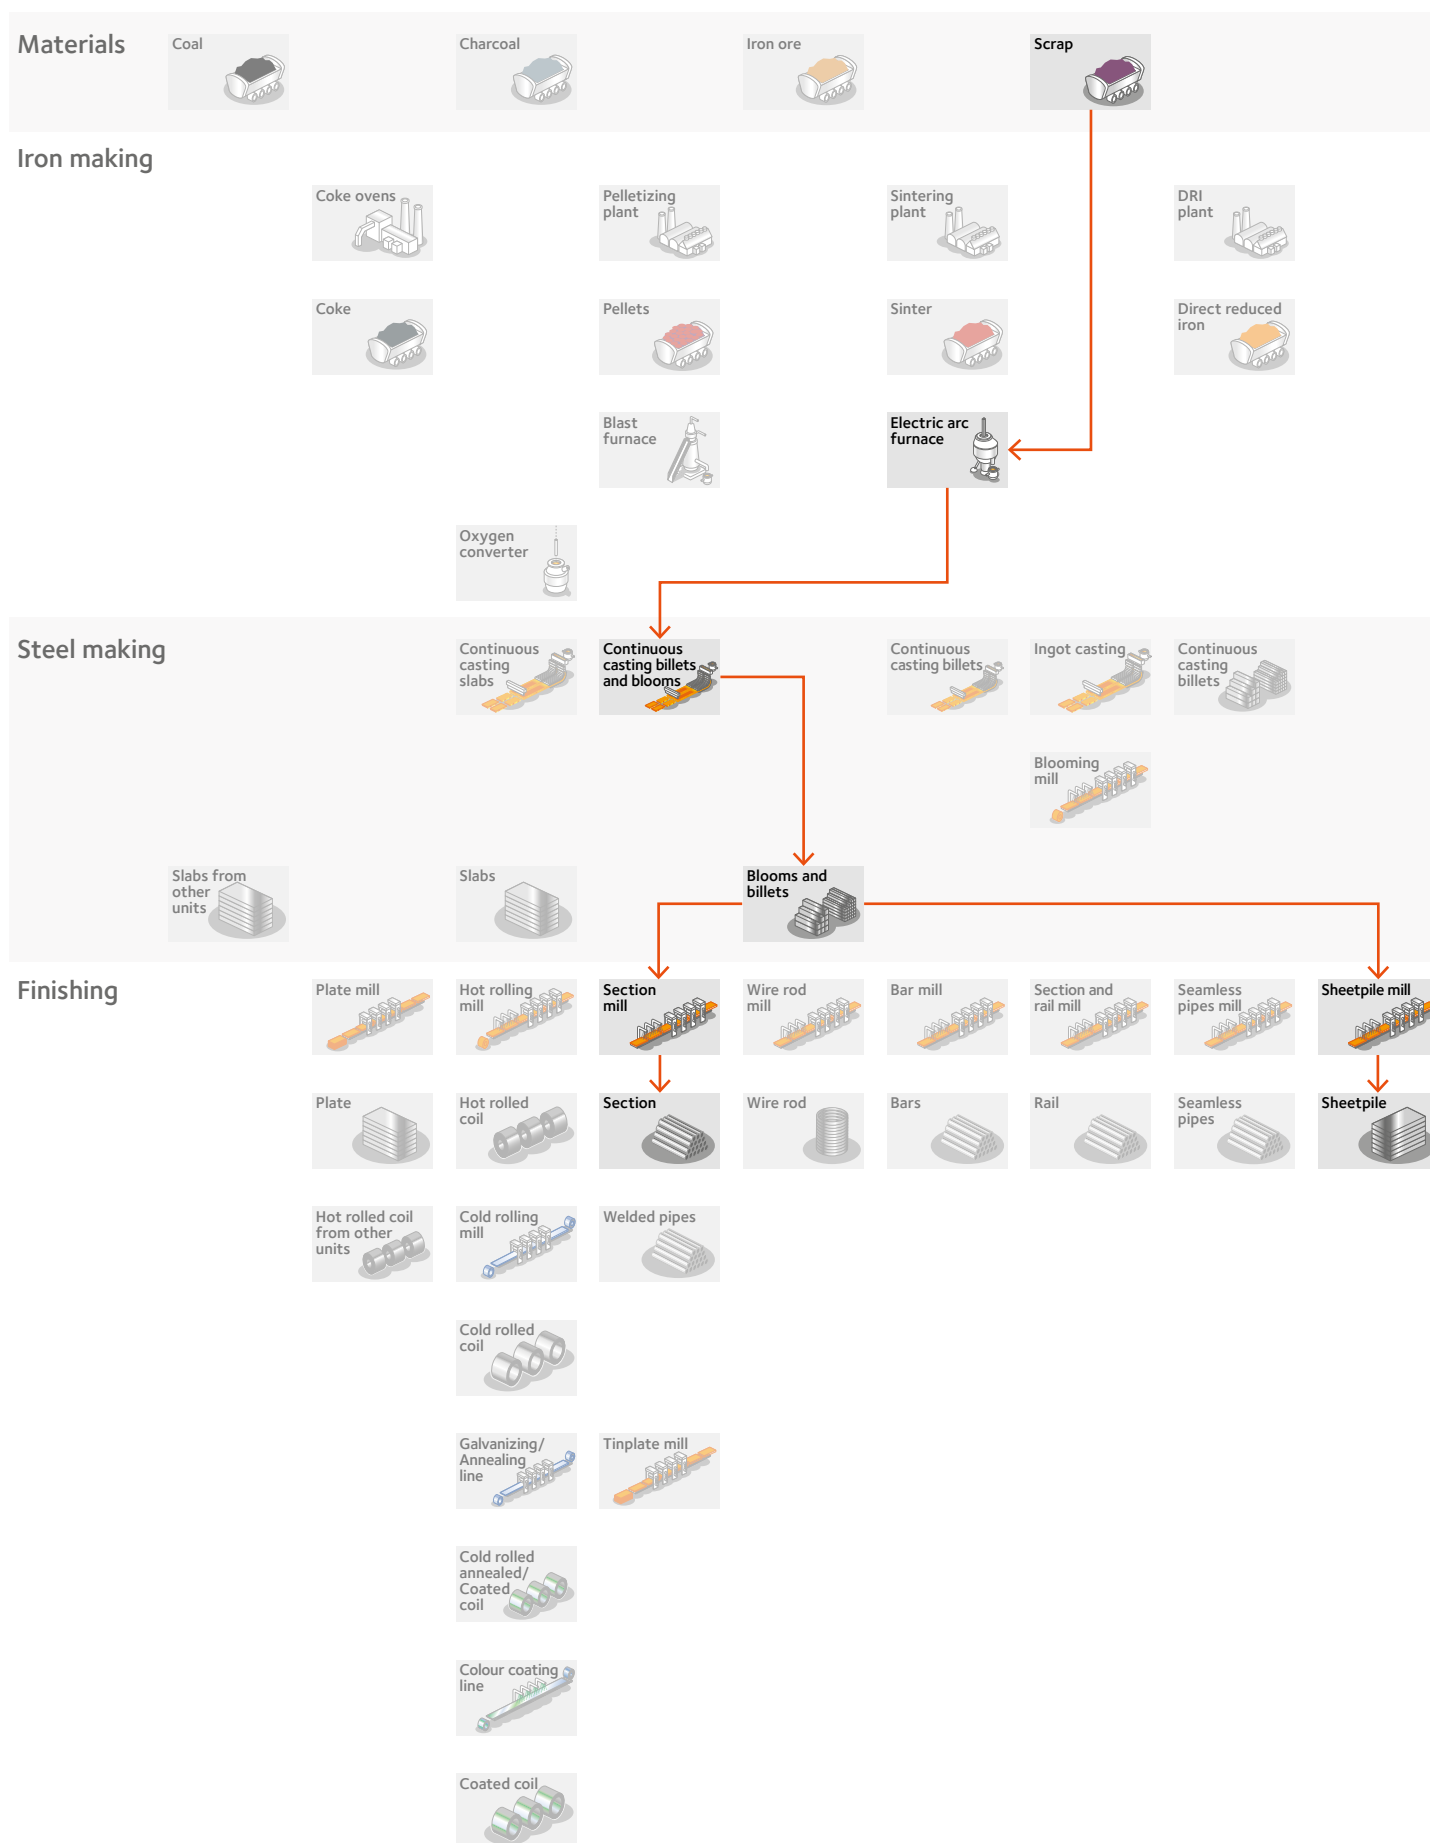 Materials
Coal
Charcoal
Iron ore
Scrap
Iron making
Coke ovens
Pelletizing
plant
Sintering
plant
DRI
plant
Coke
Pellets
Sinter
Direct reduced
iron
Blast
furnace
Electric arc
furnace
Oxygen
converter
Steel making
Continuous
casting
slabs
Continuous
casting billets
and blooms
Continuous
casting billets
Ingot casting
Continuous
casting
billets
Blooming
mill
Slabs from
other
units
Slabs
Blooms and
billets
Finishing
Plate mill
Hot rolling
mill
Section
mill
Wire rod
mill
Bar mill
Section and
rail mill
Seamless
pipes mill
Sheetpile mill
Plate
Hot rolled
coil
Section
Wire rod
Bars
Rail
Seamless
pipes
Sheetpile
Hot rolled coil
from other
units
Cold rolling
mill
Welded pipes
Cold rolled
coil
Galvanizing/
Annealing
line
Tinplate mill
Cold rolled
annealed/
Coated
coil
Colour coating
line
Coated coil